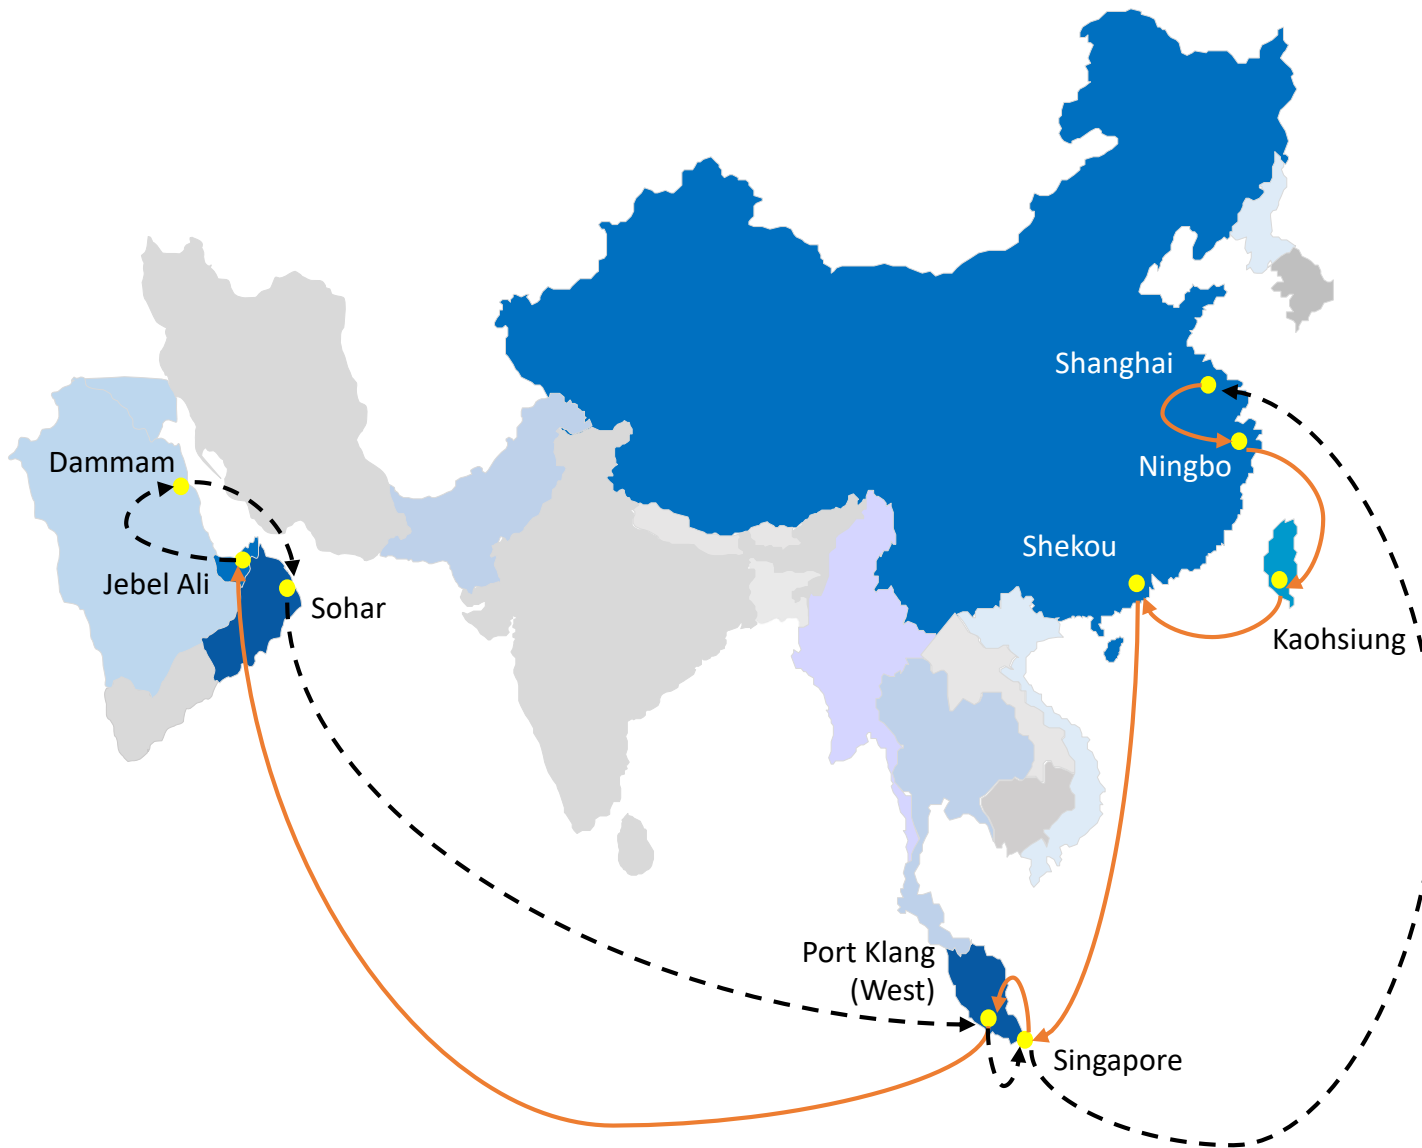 Shanghai
Dammam
Ningbo
Shekou
Jebel Ali
Sohar
Kaohsiung
Port Klang
(West)
Singapore